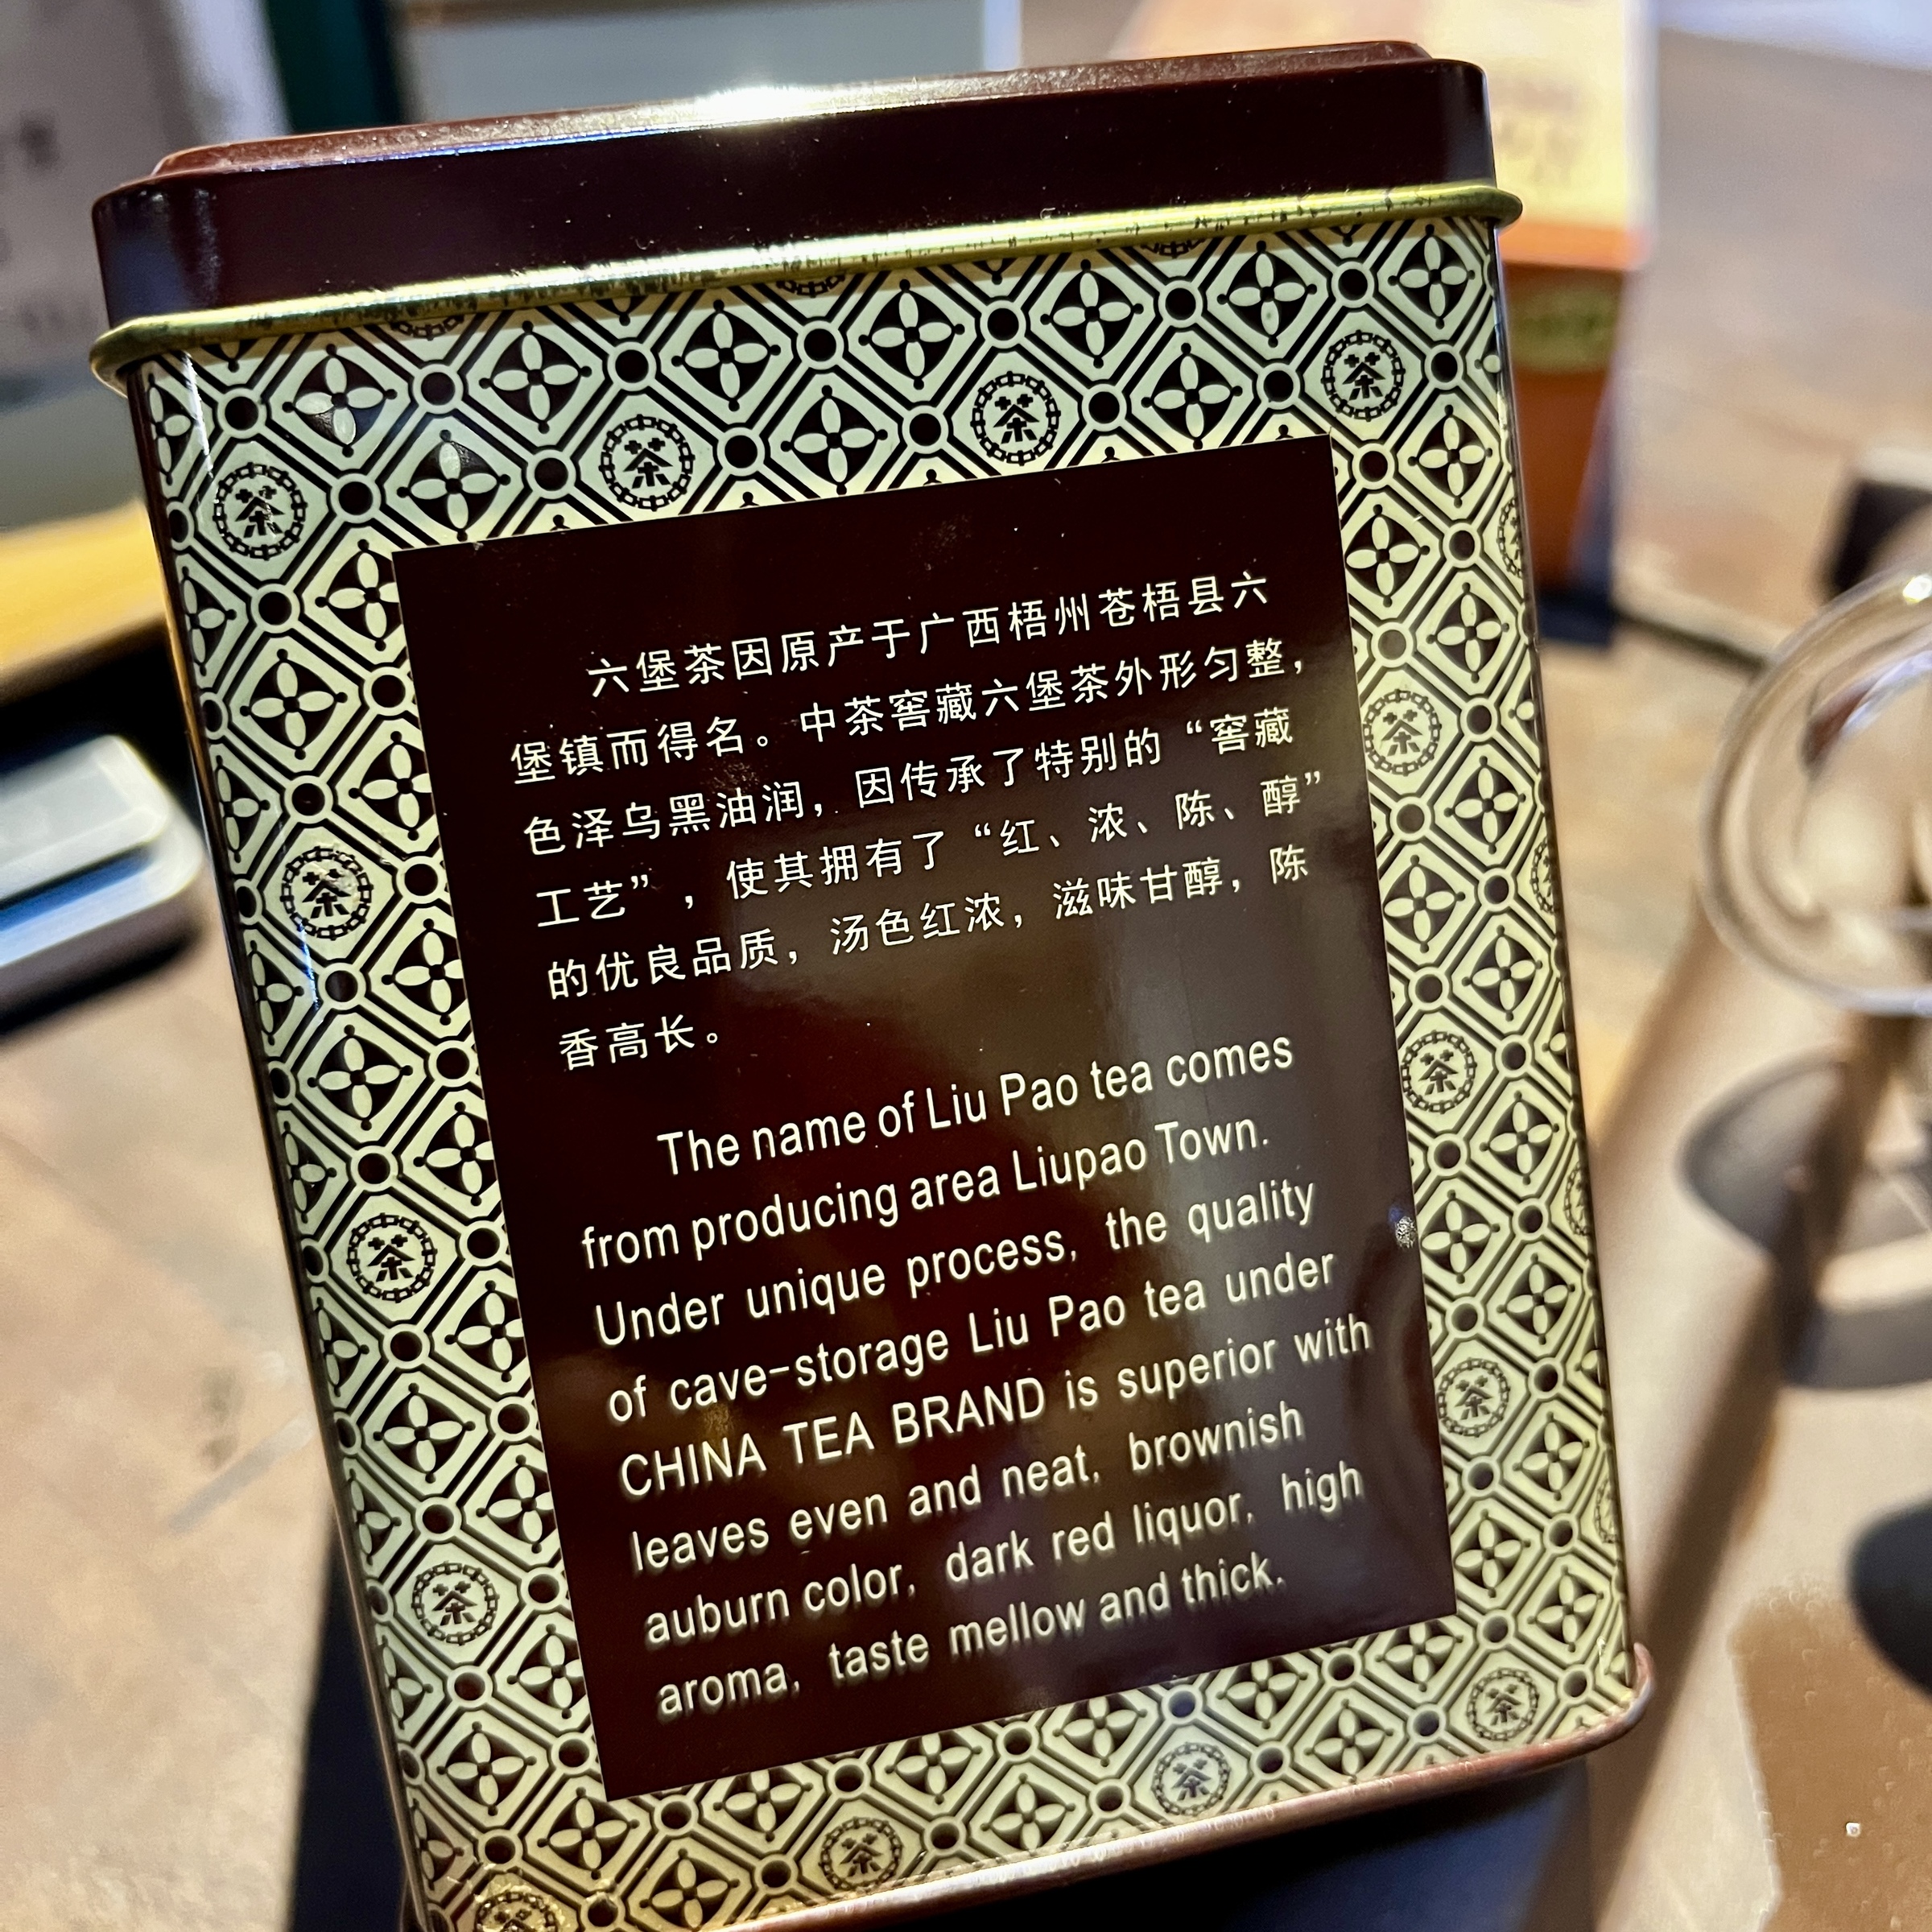 六堡茶因原产于广西梧州苍梧县六
堡镇而得名。中茶窖藏六堡茶外形匀整，
色泽乌黑油润，因传承了特别的“窖藏
工艺”，使其拥有了“红、浓、陈、醇”
的优良品质，汤色红浓，滋味甘醇，陈
香高长。
The name of Liu Pao tea comes
from producing area Liupao Town.
Under unique process, the quality
of cave-storage Liu Pao tea under
CHINA TEA BRAND is superior with
leaves even and neat, brownish
auburn color, dark red liquor, high
aroma, taste mellow and thick.